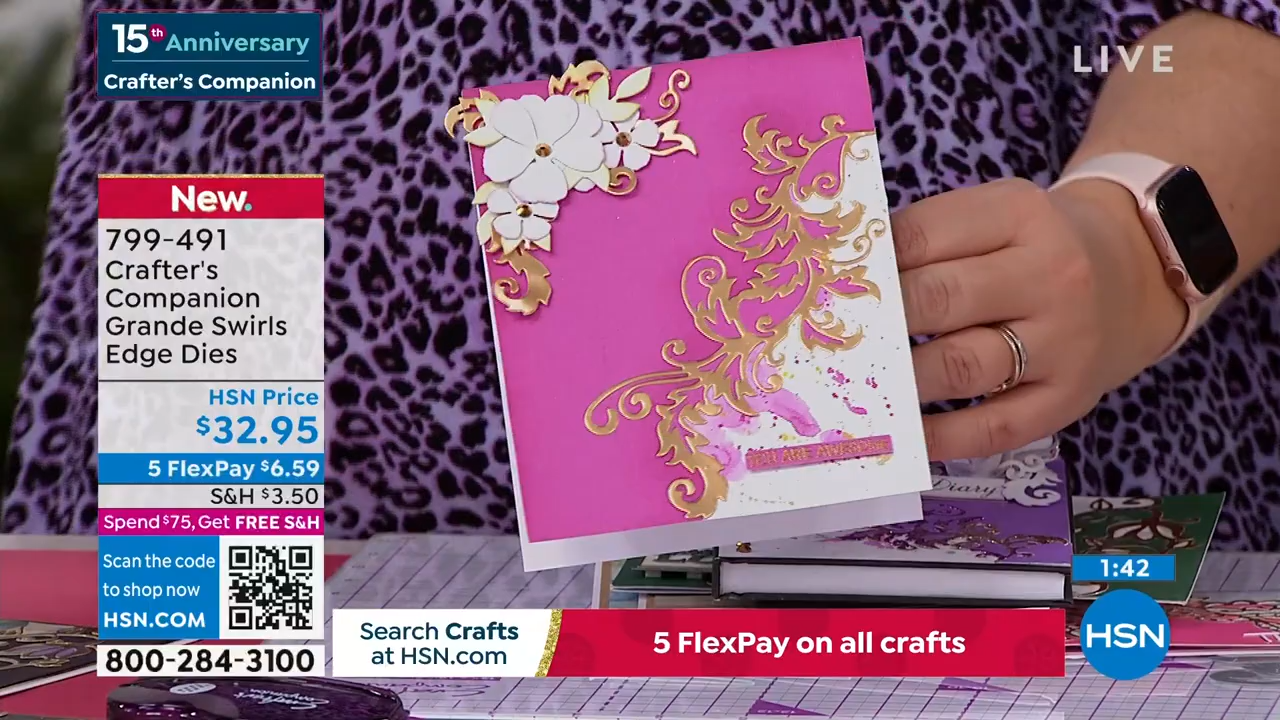 15th Anniversary
Crafter's Companion
LIVE
New.
799-491
Crafter's
Companion
Grande Swirls
Edge Dies
HSN Price
$32.95
5 FlexPay $6.59
S&H $3.50
Spend $75, Get FREE S&H
Scan the code
to shop now
HSN.COM
800-284-3100
YOU ARE AWESOME
Diary
1:42
HSN
Search Crafts
at HSN.com
5 FlexPay on all crafts
Crafter's
Companion